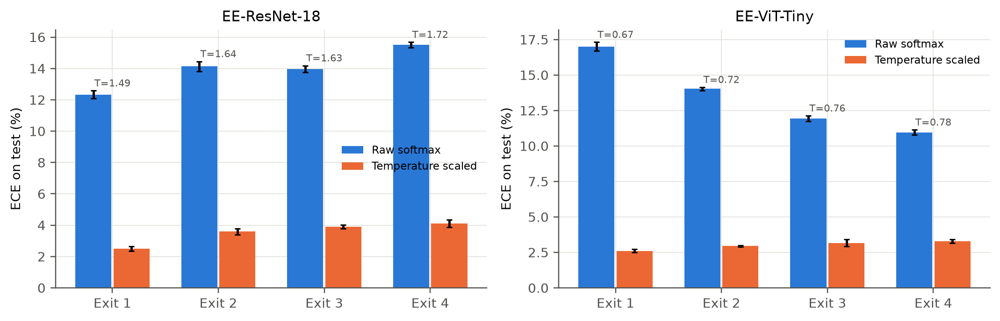 EE-ResNet-18
ECE on test (%)
16
14
12
10
8
6
4
2
0
T=1.49
T=1.64
T=1.63
T=1.72
Raw softmax
Temperature scaled
Exit 1
Exit 2
Exit 3
Exit 4
EE-ViT-Tiny
ECE on test (%)
17.5
15.0
12.5
10.0
7.5
5.0
2.5
0.0
T=0.67
T=0.72
T=0.76
T=0.78
Raw softmax
Temperature scaled
Exit 1
Exit 2
Exit 3
Exit 4